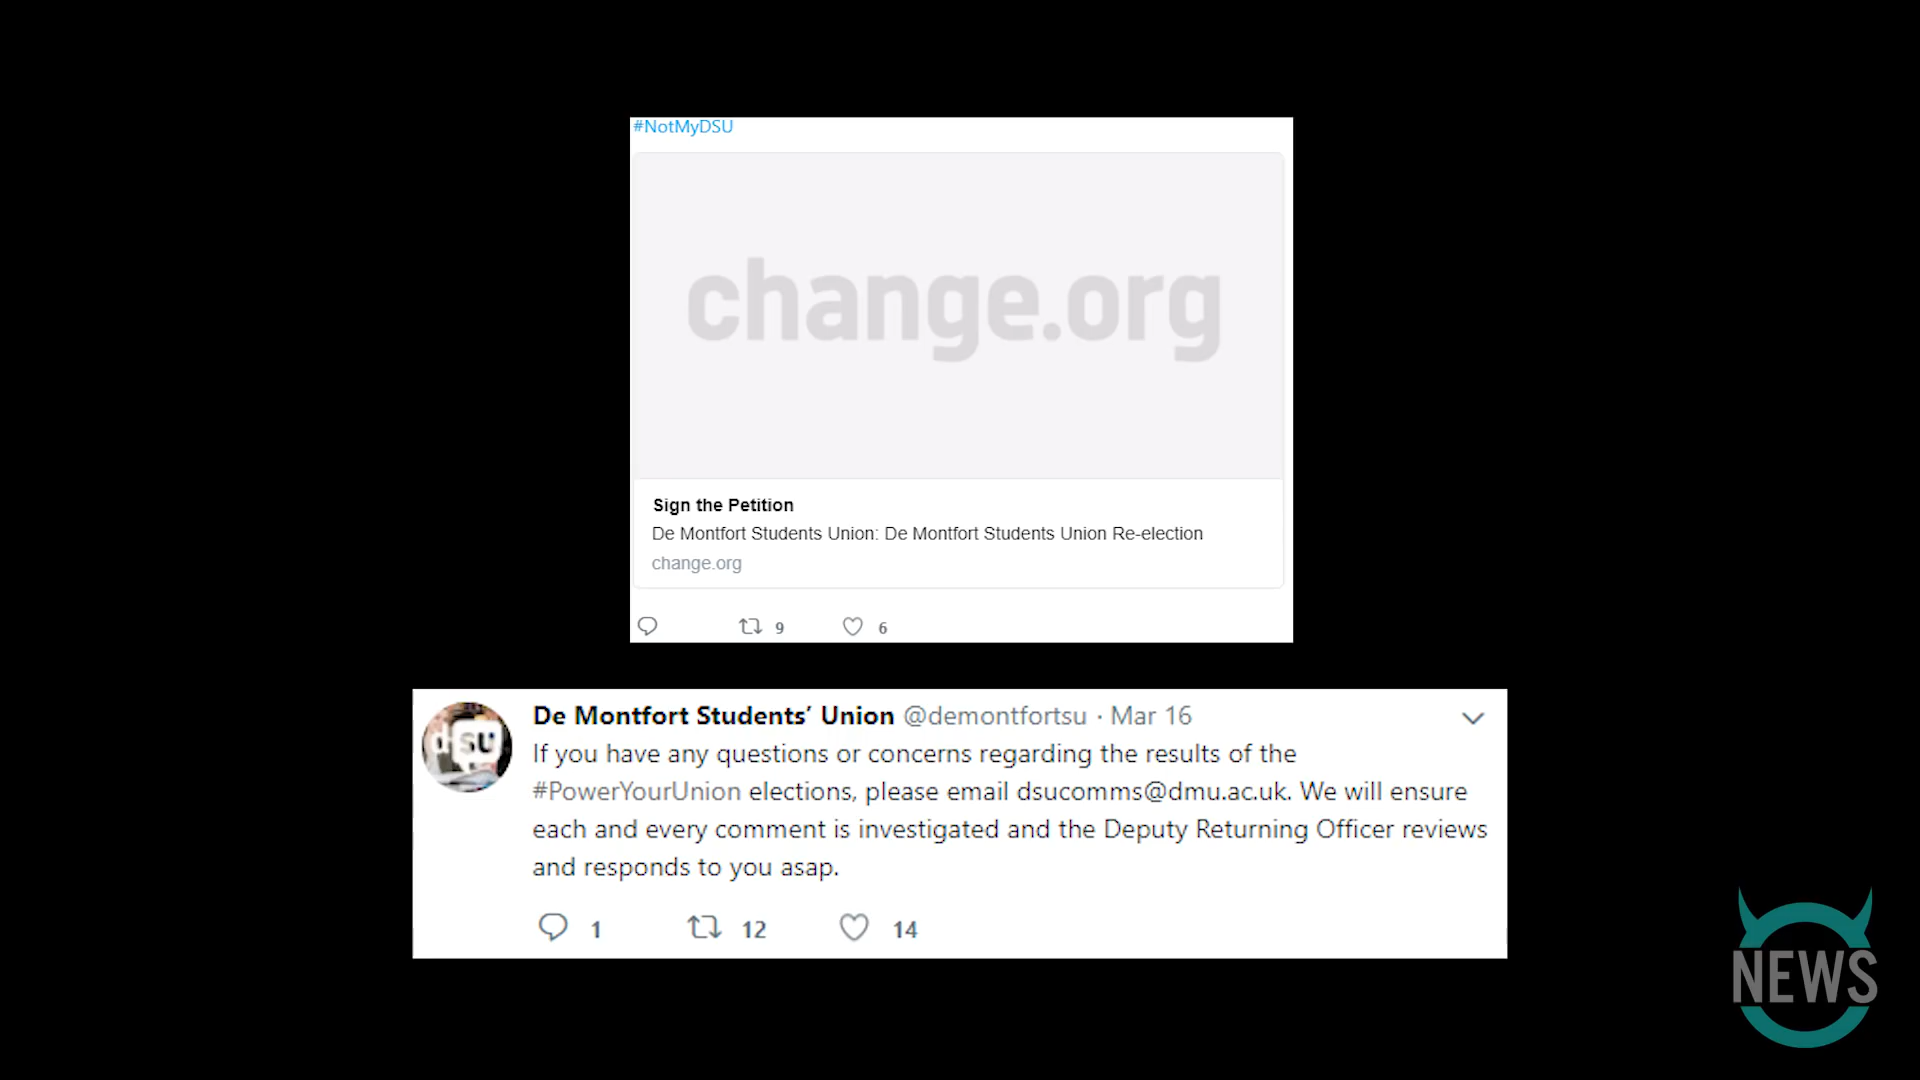 #NotMyDSU
change.org
Sign the Petition
De Montfort Students Union: De Montfort Students Union Re-election
change.org
9 6
dsu
De Montfort Students' Union @demontfortsu · Mar 16
If you have any questions or concerns regarding the results of the
#PowerYourUnion elections, please email dsucomms@dmu.ac.uk. We will ensure
each and every comment is investigated and the Deputy Returning Officer reviews
and responds to you asap.
1 12 14
NEWS